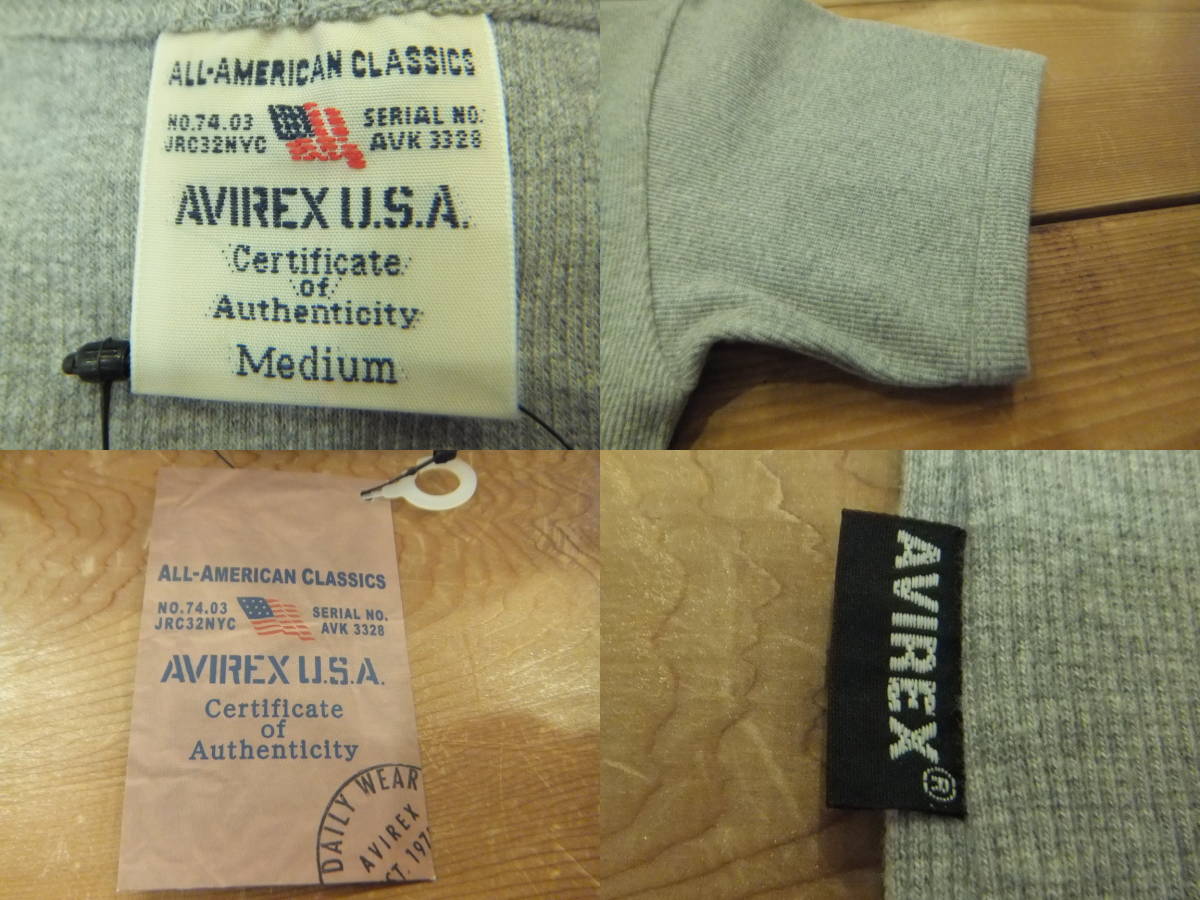 ALL-AMERICAN CLASSICS
NO.74.03
JRC32NYC
SERIAL NO.
AVK 3328
AVIREX U.S.A.
Certificate
of
Authenticity
Medium
ALL-AMERICAN CLASSICS
NO.74.03
JRC32NYC
SERIAL NO.
AVK 3328
AVIREX U.S.A.
Certificate
of
Authenticity
DAILY WEAR
AVIREX
AVIREX®